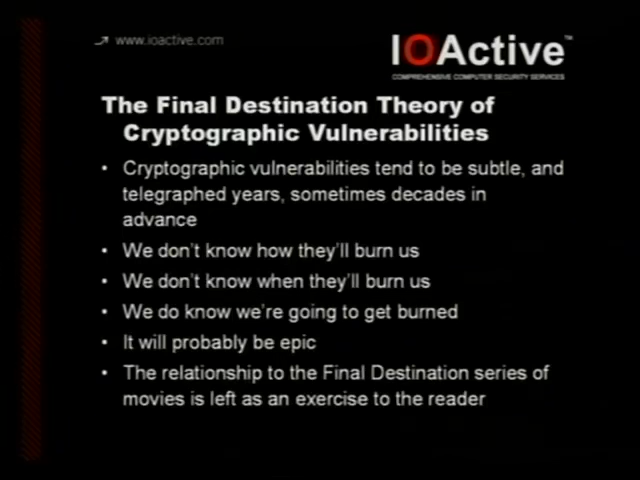 www.ioactive.com
IOActive™
COMPREHENSIVE COMPUTER SECURITY SERVICES
The Final Destination Theory of
Cryptographic Vulnerabilities
• Cryptographic vulnerabilities tend to be subtle, and
telegraphed years, sometimes decades in
advance
• We don't know how they'll burn us
• We don't know when they'll burn us
• We do know we're going to get burned
• It will probably be epic
• The relationship to the Final Destination series of
movies is left as an exercise to the reader